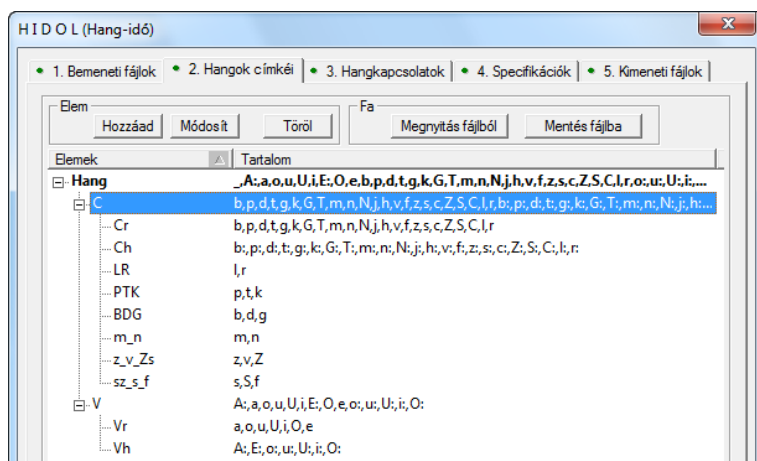 H I D O L (Hang-idő)
1. Bemeneti fájlok 2. Hangok címkéi 3. Hangkapcsolatok 4. Specifikációk 5. Kimeneti fájlok
Elem Fa
Hozzáad Módosít Töröl Megnyitás fájlból Mentés fájlba
Elemek Tartalom
Hang _,A:,a,o,u,U,i,E:,O,e,b,p,d,t,g,k,G,T,m,n,N,j,h,v,f,z,s,c,Z,S,C,l,r,o:,u:,U:,i:,...
C b,p,d,t,g,k,G,T,m,n,N,j,h,v,f,z,s,c,Z,S,C,l,r,b:,p:,d:,t:,g:,k:,G:,T:,m:,n:,N:,j:,h:...
Cr b,p,d,t,g,k,G,T,m,n,N,j,h,v,f,z,s,c,Z,S,C,l,r
Ch b:,p:,d:,t:,g:,k:,G:,T:,m:,n:,N:,j:,h:,v:,f:,z:,s:,c:,Z:,S:,C:,l:,r:
LR l,r
PTK p,t,k
BDG b,d,g
m_n m,n
z_v_Zs z,v,Z
sz_s_f s,S,f
V A:,a,o,u,U,i,E:,O,e,o:,u:,U:,i:,O:
Vr a,o,u,U,i,O,e
Vh A:,E:,o:,u:,U:,i:,O: